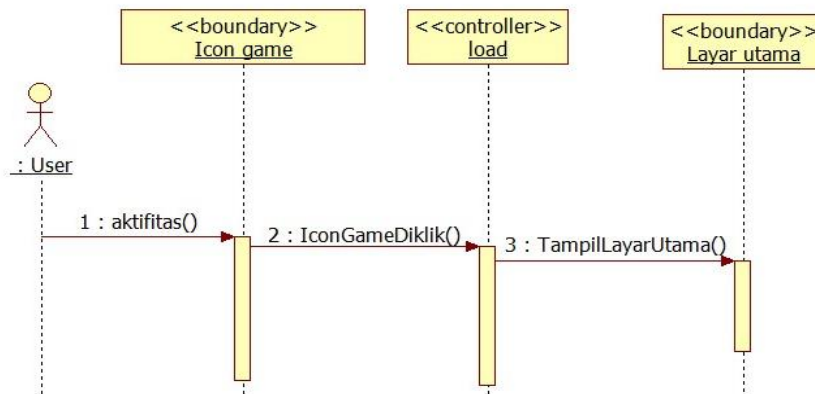 <<boundary>>
Icon game
<<controller>>
load
<<boundary>>
Layar utama
: User
1 : aktifitas()
2 : IconGameDiklik()
3 : TampilLayarUtama()